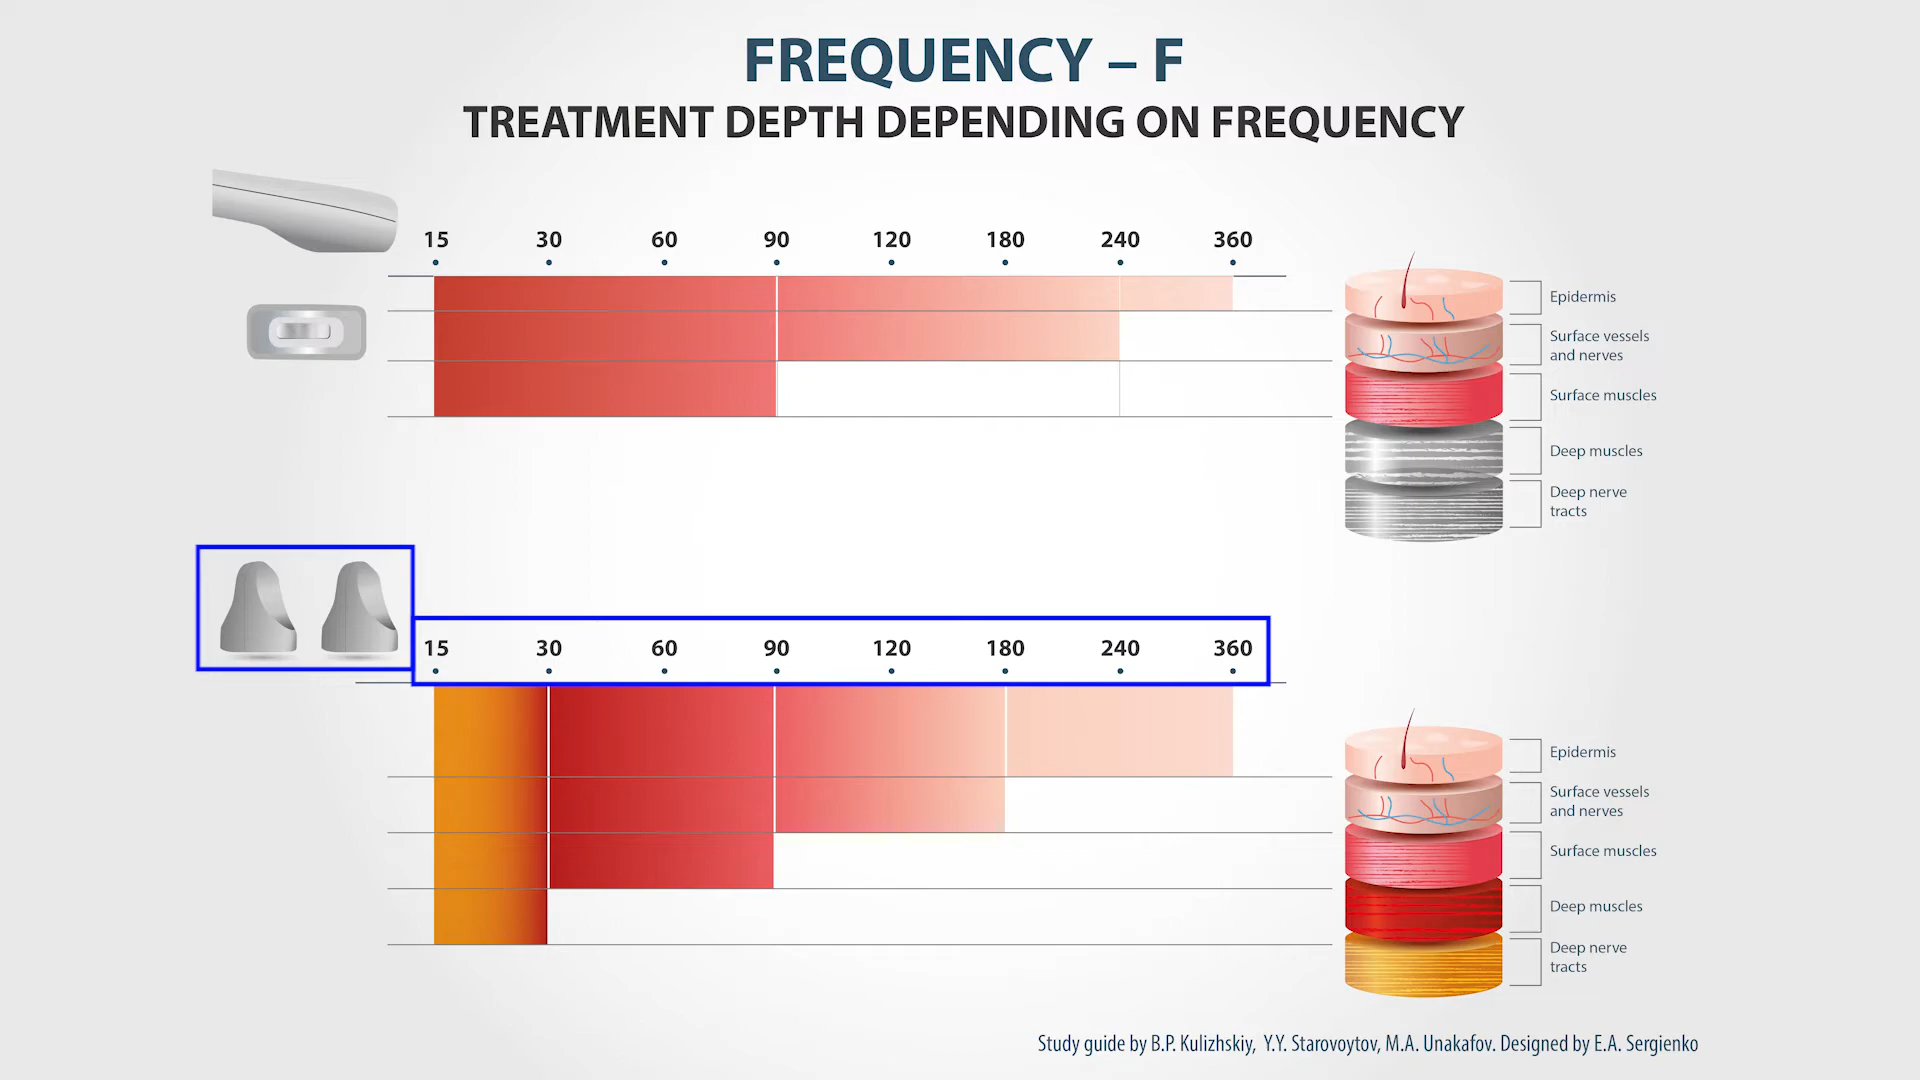 FREQUENCY – F
TREATMENT DEPTH DEPENDING ON FREQUENCY
15 30 60 90 120 180 240 360
Epidermis
Surface vessels
and nerves
Surface muscles
Deep muscles
Deep nerve
tracts
15 30 60 90 120 180 240 360
Epidermis
Surface vessels
and nerves
Surface muscles
Deep muscles
Deep nerve
tracts
Study guide by B.P. Kulizhskiy, Y.Y. Starovoytov, M.A. Unakafov. Designed by E.A. Sergienko